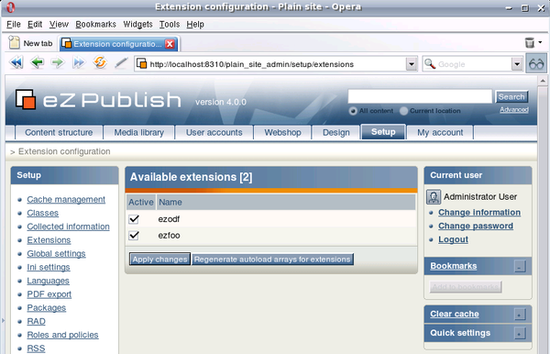 Extension configuration - Plain site - Opera
File Edit View Bookmarks Widgets Tools Help
New tab Extension configuratio...
http://localhost:8310/plain_site_admin/setup/extensions Google
eZ Publish version 4.0.0 Search
All content Current location Advanced
Content structure Media library User accounts Webshop Design Setup My account
> Extension configuration
Setup
Cache management
Classes
Collected information
Extensions
Global settings
Ini settings
Languages
PDF export
Packages
RAD
Roles and policies
RSS
Available extensions [2]
Active Name
ezodf
ezfoo
Apply changes Regenerate autoload arrays for extensions
Current user
Administrator User
Change information
Change password
Logout
Bookmarks
Clear cache
Quick settings